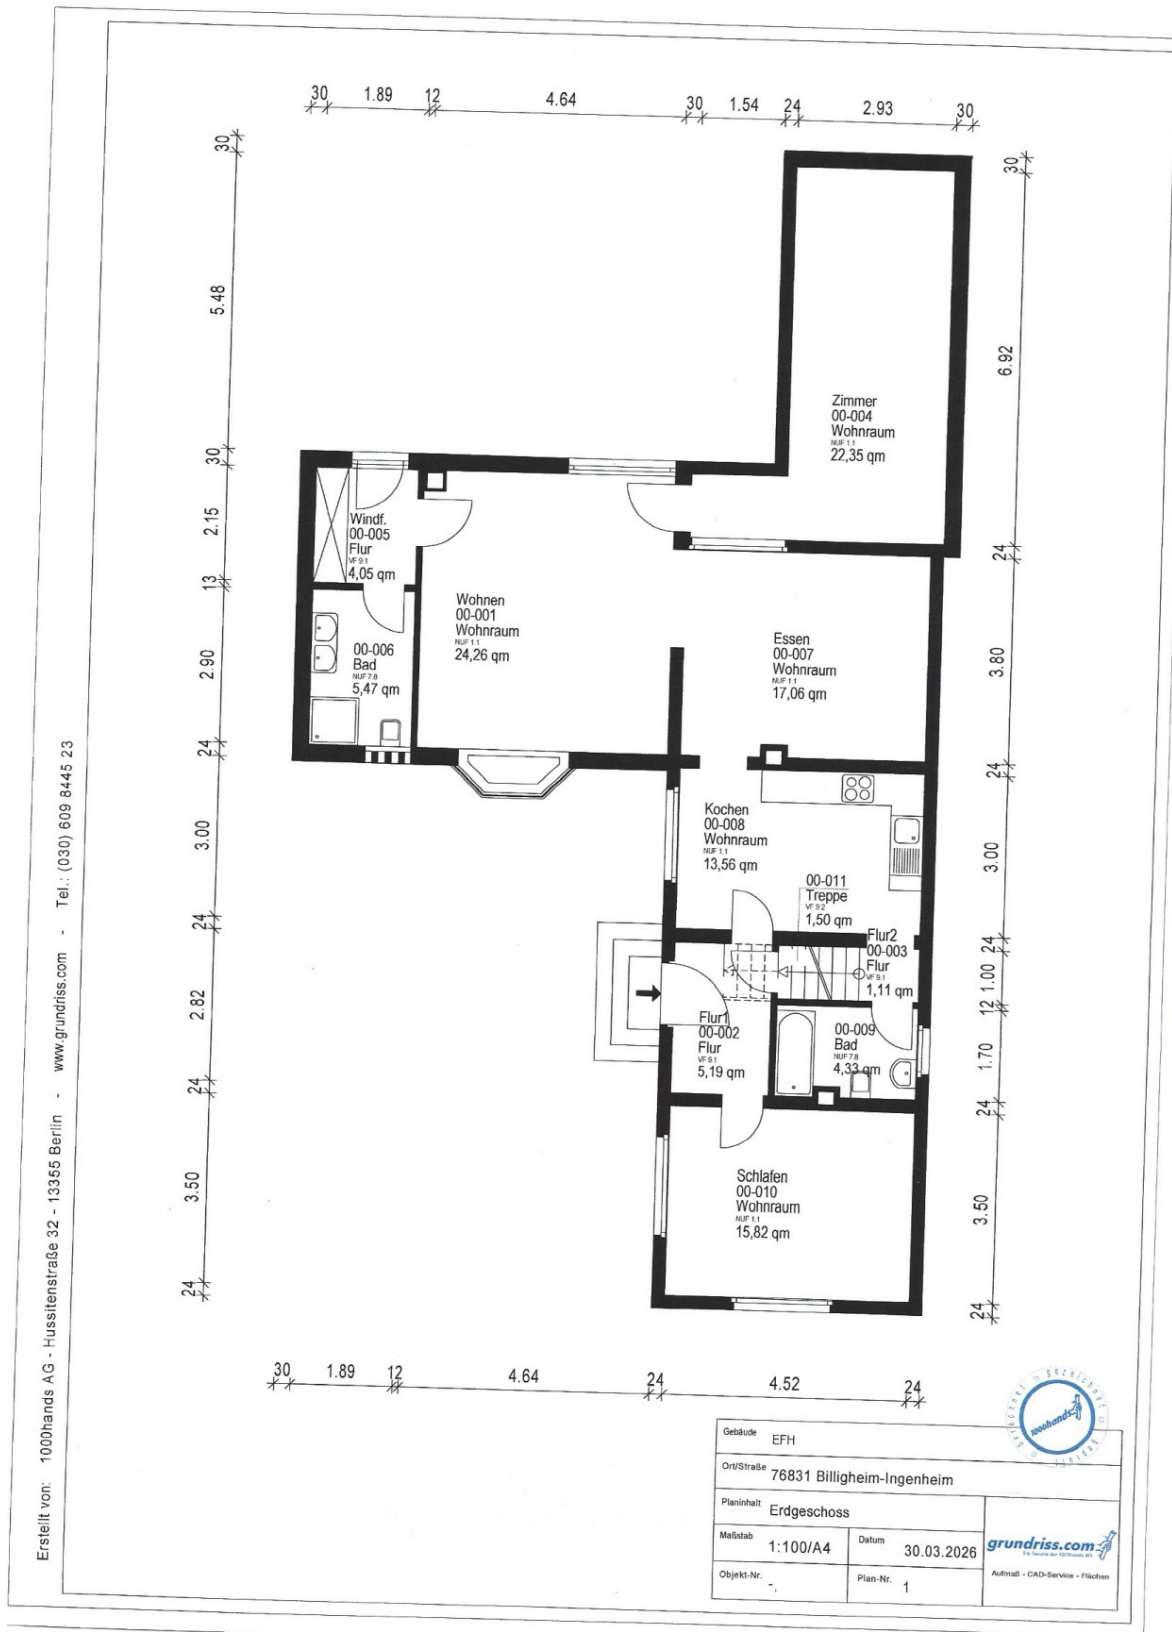 30 1.89 12 4.64 30 1.54 24 2.93 30
30
5.48
30
2.15
13
2.90
24
3.00
24
2.82
24
3.50
24
30
6.92
24
3.80
24
3.00
24
1.00
12
1.70
24
3.50
24
Zimmer
00-004
Wohnraum
NUF 1.1
22,35 qm
Windf.
00-005
Flur
VF 9.1
4,05 qm
Wohnen
00-001
Wohnraum
NUF 1.1
24,26 qm
00-006
Bad
NUF 7.8
5,47 qm
Essen
00-007
Wohnraum
NUF 1.1
17,06 qm
Kochen
00-008
Wohnraum
NUF 1.1
13,56 qm
00-011
Treppe
VF 9.2
1,50 qm
Flur2
00-003
Flur
VF 9.1
1,11 qm
Flur1
00-002
Flur
VF 9.1
5,19 qm
00-009
Bad
NUF 7.8
4,33 qm
Schlafen
00-010
Wohnraum
NUF 1.1
15,82 qm
30 1.89 12 4.64 24 4.52 24
Erstellt von: 1000hands AG - Hussitenstraße 32 - 13355 Berlin - www.grundriss.com - Tel.: (030) 609 8445 23
1000hands
gezeichnet
berechnet
Gebäude EFH
Ort/Straße 76831 Billigheim-Ingenheim
Planinhalt Erdgeschoss
Maßstab 1:100/A4
Datum 30.03.2026
Objekt-Nr. -,
Plan-Nr. 1
grundriss.com
Ein Service der 1000hands AG
Aufmaß - CAD-Service - Flächen